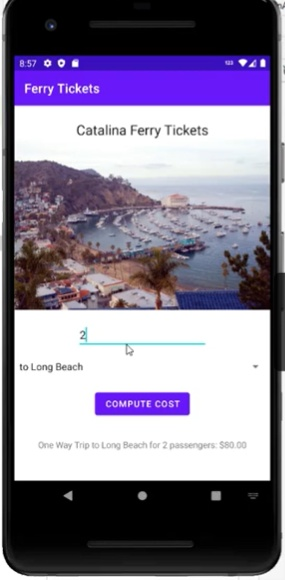 8:57
Ferry Tickets
Catalina Ferry Tickets
2
to Long Beach
COMPUTE COST
One Way Trip to Long Beach for 2 passengers: $80.00